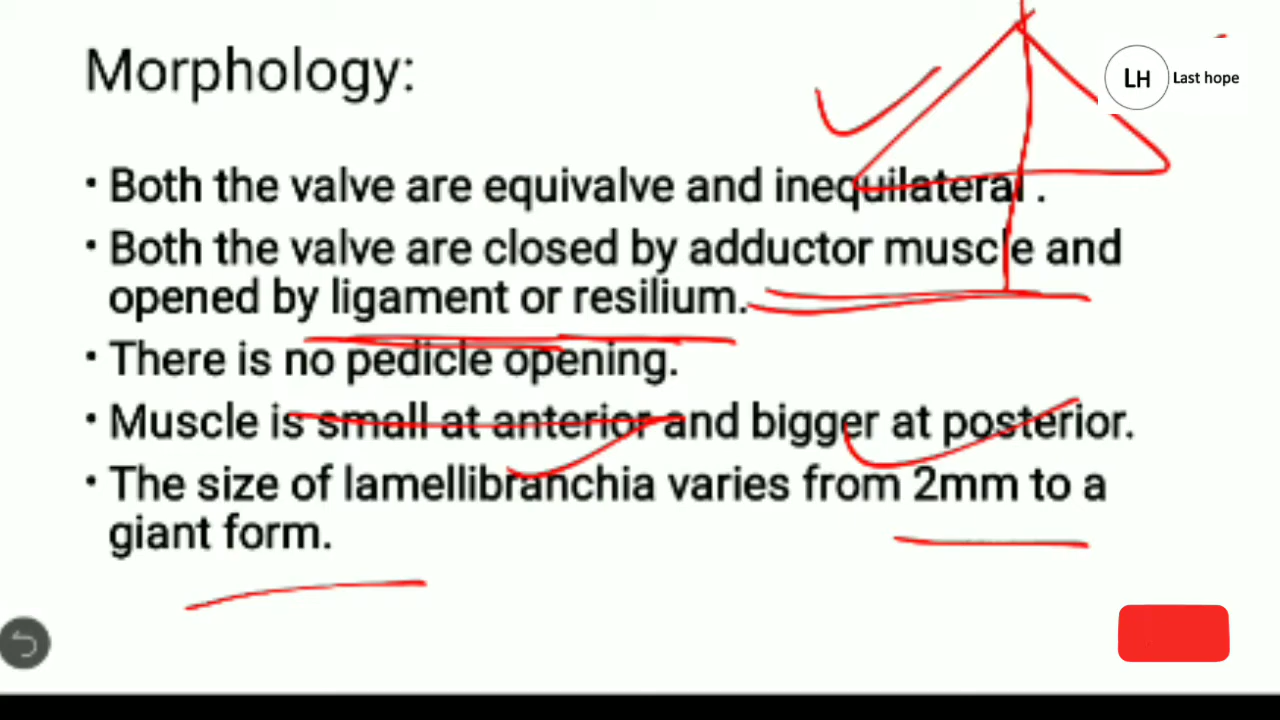 Morphology:
LH Last hope
• Both the valve are equivalve and inequilateral .
• Both the valve are closed by adductor muscle and
opened by ligament or resilium.
• There is no pedicle opening.
• Muscle is small at anterior and bigger at posterior.
• The size of lamellibranchia varies from 2mm to a
giant form.